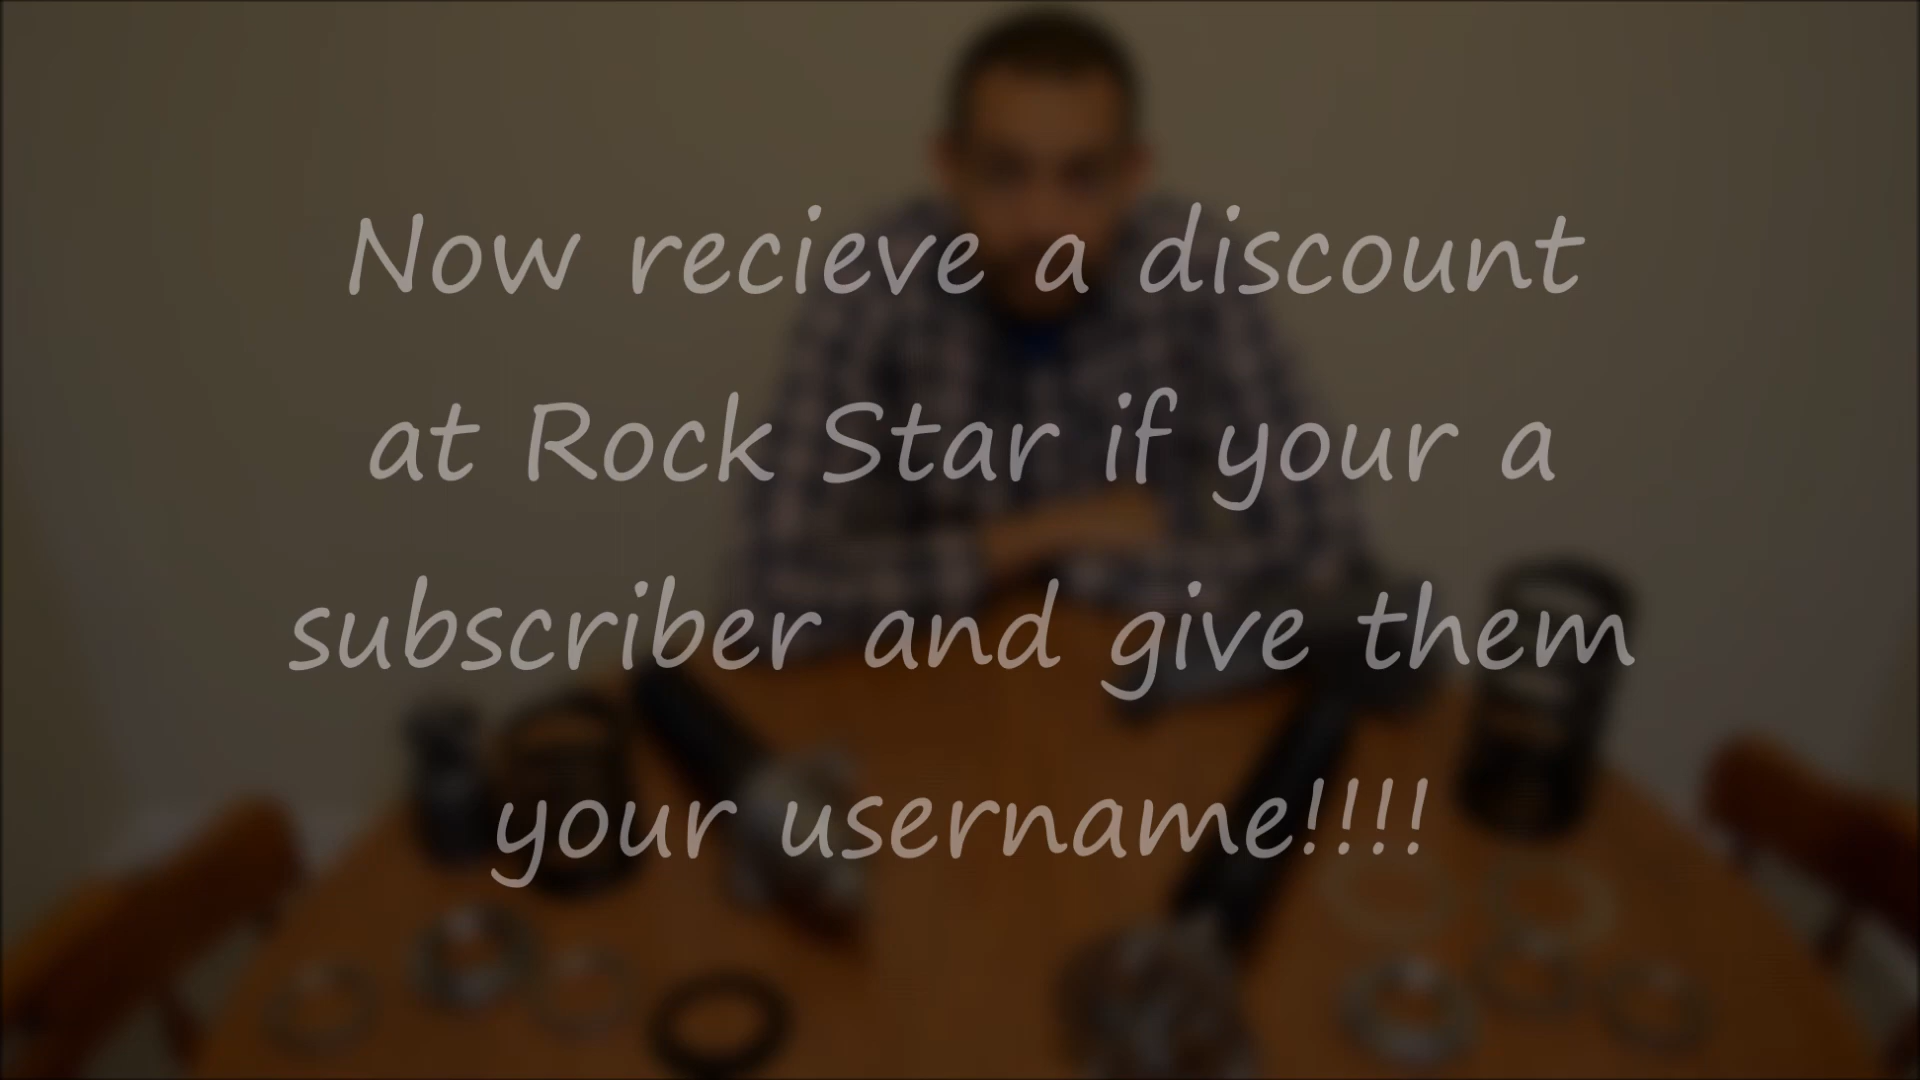 Now recieve a discount
at Rock Star if your a
subscriber and give them
your username!!!!